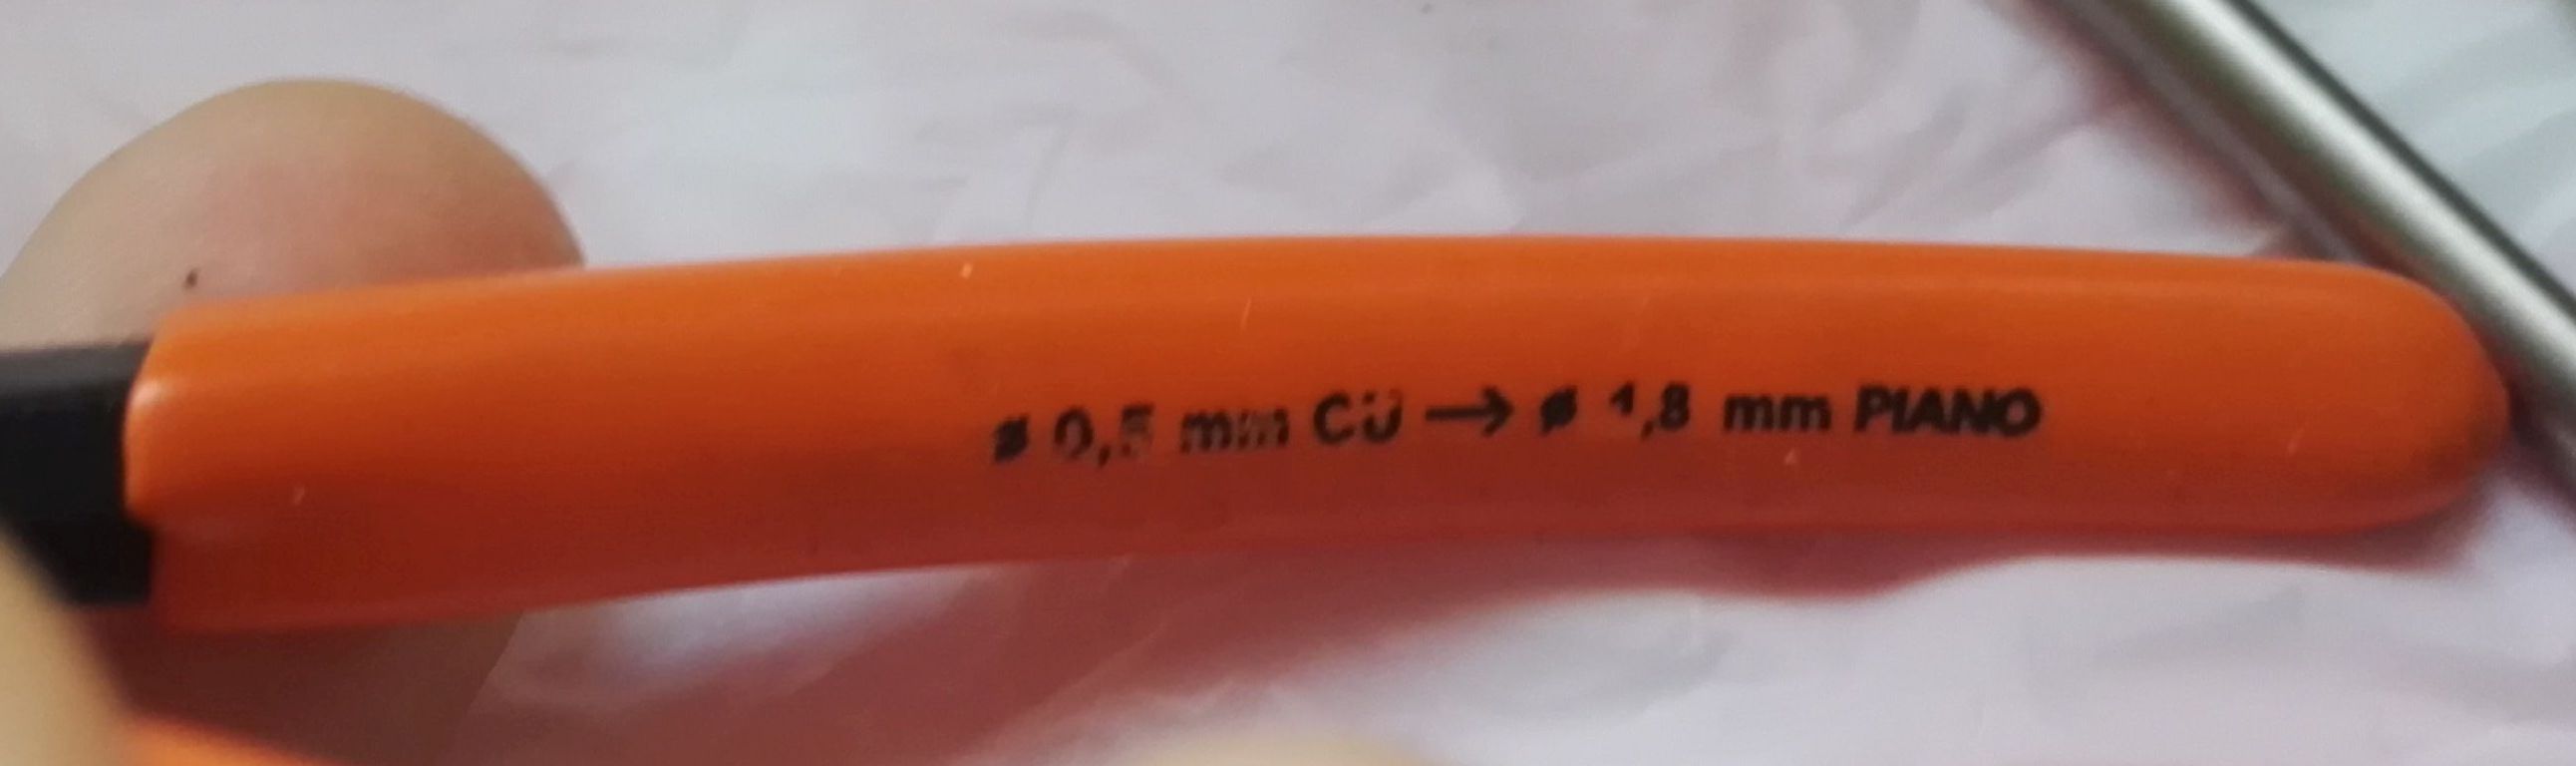 ø 0,5 mm CU → ø 1,8 mm PIANO